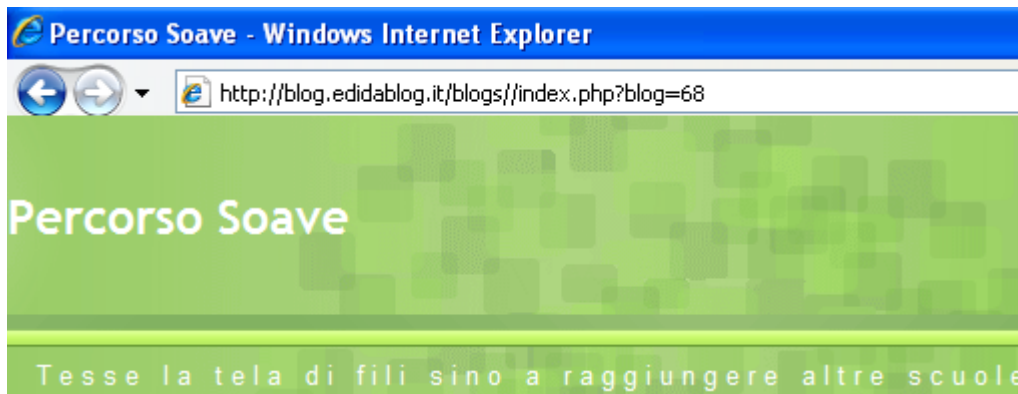 Percorso Soave - Windows Internet Explorer
http://blog.edidablog.it/blogs//index.php?blog=68
Percorso Soave
Tesse la tela di fili sino a raggiungere altre scuole